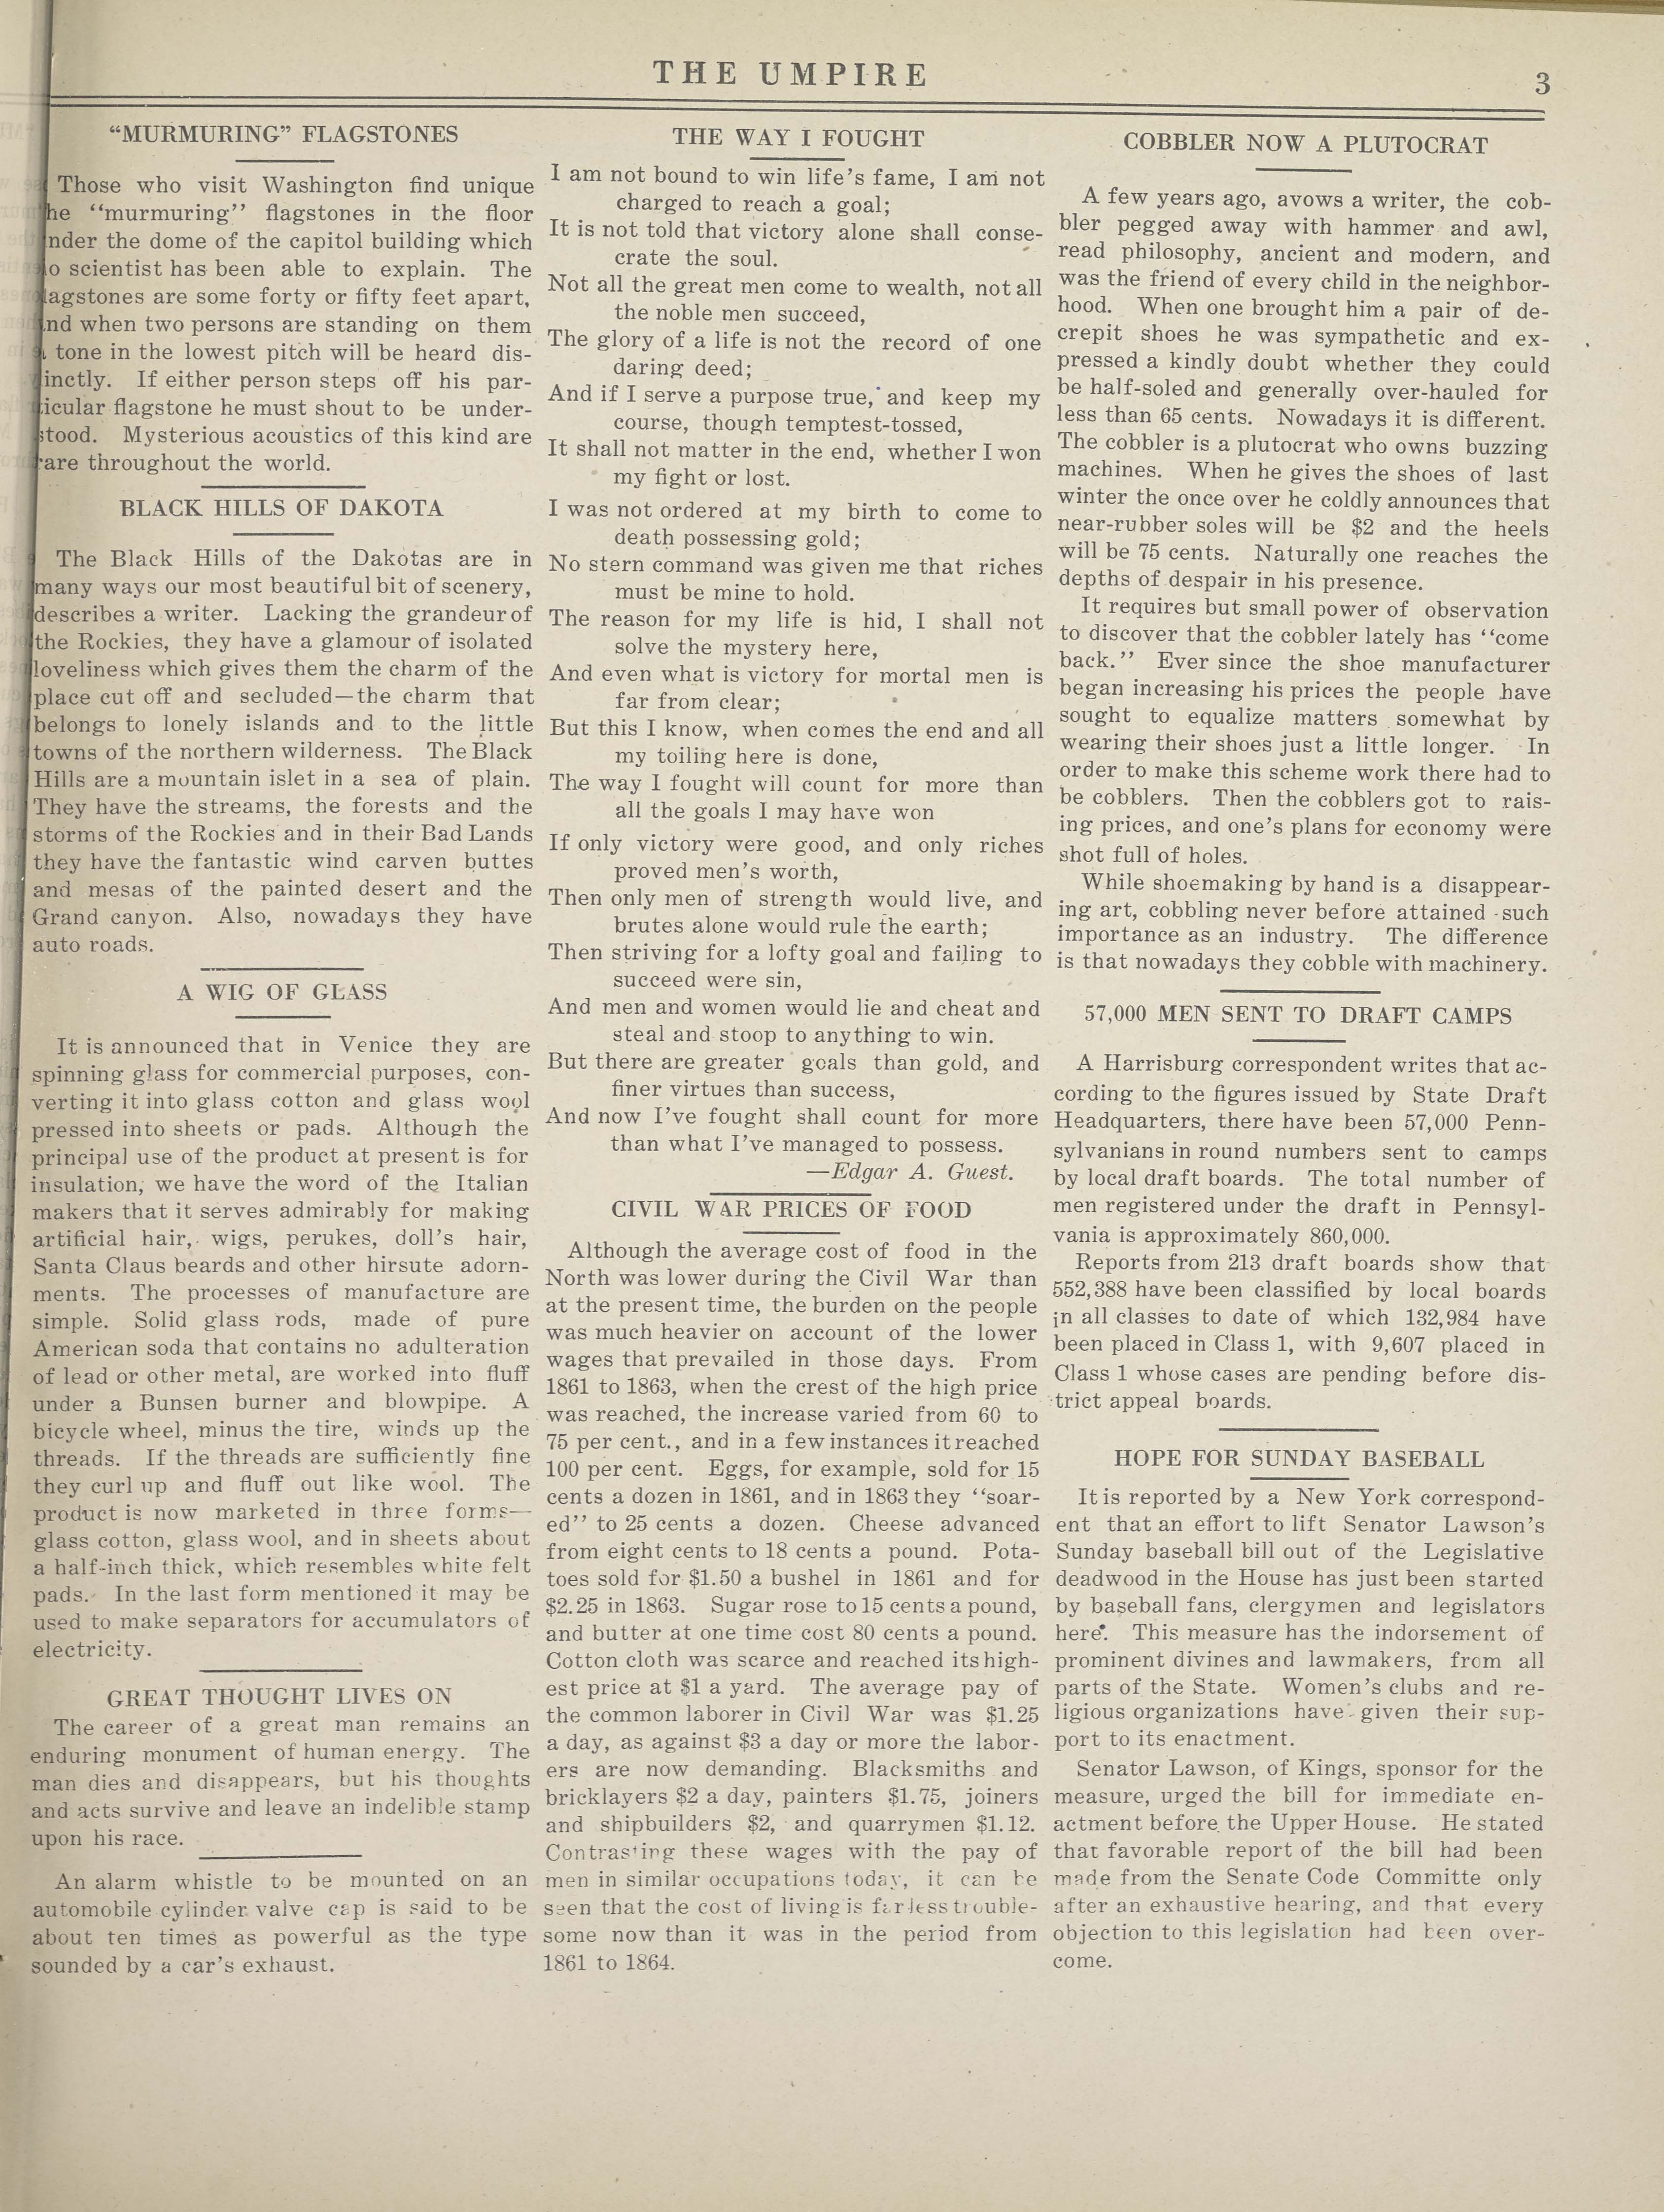 THE UMPIRE
3
"MURMURING" FLAGSTONES
Those who visit Washington find unique
he "murmuring" flagstones in the floor
nder the dome of the capitol building which
o scientist has been able to explain. The
lagstones are some forty or fifty feet apart,
nd when two persons are standing on them
a tone in the lowest pitch will be heard dis-
inctly. If either person steps off his par-
icular flagstone he must shout to be under-
stood. Mysterious acoustics of this kind are
rare throughout the world.
BLACK HILLS OF DAKOTA
The Black Hills of the Dakotas are in
many ways our most beautiful bit of scenery,
describes a writer. Lacking the grandeur of
the Rockies, they have a glamour of isolated
loveliness which gives them the charm of the
place cut off and secluded—the charm that
belongs to lonely islands and to the little
towns of the northern wilderness. The Black
Hills are a mountain islet in a sea of plain.
They have the streams, the forests and the
storms of the Rockies and in their Bad Lands
they have the fantastic wind carven buttes
and mesas of the painted desert and the
Grand canyon. Also, nowadays they have
auto roads.
A WIG OF GLASS
It is announced that in Venice they are
spinning glass for commercial purposes, con-
verting it into glass cotton and glass wool
pressed into sheets or pads. Although the
principal use of the product at present is for
insulation, we have the word of the Italian
makers that it serves admirably for making
artificial hair, wigs, perukes, doll's hair,
Santa Claus beards and other hirsute adorn-
ments. The processes of manufacture are
simple. Solid glass rods, made of pure
American soda that contains no adulteration
of lead or other metal, are worked into fluff
under a Bunsen burner and blowpipe. A
bicycle wheel, minus the tire, winds up the
threads. If the threads are sufficiently fine
they curl up and fluff out like wool. The
product is now marketed in three forms—
glass cotton, glass wool, and in sheets about
a half-inch thick, which resembles white felt
pads. In the last form mentioned it may be
used to make separators for accumulators of
electricity.
GREAT THOUGHT LIVES ON
The career of a great man remains an
enduring monument of human energy. The
man dies and disappears, but his thoughts
and acts survive and leave an indelible stamp
upon his race.
An alarm whistle to be mounted on an
automobile cylinder valve cap is said to be
about ten times as powerful as the type
sounded by a car's exhaust.
THE WAY I FOUGHT
I am not bound to win life's fame, I am not
charged to reach a goal;
It is not told that victory alone shall conse-
crate the soul.
Not all the great men come to wealth, not all
the noble men succeed,
The glory of a life is not the record of one
daring deed;
And if I serve a purpose true, and keep my
course, though temptest-tossed,
It shall not matter in the end, whether I won
my fight or lost.
I was not ordered at my birth to come to
death possessing gold;
No stern command was given me that riches
must be mine to hold.
The reason for my life is hid, I shall not
solve the mystery here,
And even what is victory for mortal men is
far from clear;
But this I know, when comes the end and all
my toiling here is done,
The way I fought will count for more than
all the goals I may have won
If only victory were good, and only riches
proved men's worth,
Then only men of strength would live, and
brutes alone would rule the earth;
Then striving for a lofty goal and failing to
succeed were sin,
And men and women would lie and cheat and
steal and stoop to anything to win.
But there are greater goals than gold, and
finer virtues than success,
And now I've fought shall count for more
than what I've managed to possess.
—Edgar A. Guest.
CIVIL WAR PRICES OF FOOD
Although the average cost of food in the
North was lower during the Civil War than
at the present time, the burden on the people
was much heavier on account of the lower
wages that prevailed in those days. From
1861 to 1863, when the crest of the high price
was reached, the increase varied from 60 to
75 per cent., and in a few instances it reached
100 per cent. Eggs, for example, sold for 15
cents a dozen in 1861, and in 1863 they "soar-
ed" to 25 cents a dozen. Cheese advanced
from eight cents to 18 cents a pound. Pota-
toes sold for $1.50 a bushel in 1861 and for
$2.25 in 1863. Sugar rose to 15 cents a pound,
and butter at one time cost 80 cents a pound.
Cotton cloth was scarce and reached its high-
est price at $1 a yard. The average pay of
the common laborer in Civil War was $1.25
a day, as against $3 a day or more the labor-
ers are now demanding. Blacksmiths and
bricklayers $2 a day, painters $1.75, joiners
and shipbuilders $2, and quarrymen $1.12.
Contrasting these wages with the pay of
men in similar occupations today, it can be
seen that the cost of living is far less trouble-
some now than it was in the period from
1861 to 1864.
COBBLER NOW A PLUTOCRAT
A few years ago, avows a writer, the cob-
bler pegged away with hammer and awl,
read philosophy, ancient and modern, and
was the friend of every child in the neighbor-
hood. When one brought him a pair of de-
crepit shoes he was sympathetic and ex-
pressed a kindly doubt whether they could
be half-soled and generally over-hauled for
less than 65 cents. Nowadays it is different.
The cobbler is a plutocrat who owns buzzing
machines. When he gives the shoes of last
winter the once over he coldly announces that
near-rubber soles will be $2 and the heels
will be 75 cents. Naturally one reaches the
depths of despair in his presence.
It requires but small power of observation
to discover that the cobbler lately has "come
back." Ever since the shoe manufacturer
began increasing his prices the people have
sought to equalize matters somewhat by
wearing their shoes just a little longer. In
order to make this scheme work there had to
be cobblers. Then the cobblers got to rais-
ing prices, and one's plans for economy were
shot full of holes.
While shoemaking by hand is a disappear-
ing art, cobbling never before attained such
importance as an industry. The difference
is that nowadays they cobble with machinery.
57,000 MEN SENT TO DRAFT CAMPS
A Harrisburg correspondent writes that ac-
cording to the figures issued by State Draft
Headquarters, there have been 57,000 Penn-
sylvanians in round numbers sent to camps
by local draft boards. The total number of
men registered under the draft in Pennsyl-
vania is approximately 860,000.
Reports from 213 draft boards show that
552,388 have been classified by local boards
in all classes to date of which 132,984 have
been placed in Class 1, with 9,607 placed in
Class 1 whose cases are pending before dis-
trict appeal boards.
HOPE FOR SUNDAY BASEBALL
It is reported by a New York correspond-
ent that an effort to lift Senator Lawson's
Sunday baseball bill out of the Legislative
deadwood in the House has just been started
by baseball fans, clergymen and legislators
here. This measure has the indorsement of
prominent divines and lawmakers, from all
parts of the State. Women's clubs and re-
ligious organizations have given their sup-
port to its enactment.
Senator Lawson, of Kings, sponsor for the
measure, urged the bill for immediate en-
actment before the Upper House. He stated
that favorable report of the bill had been
made from the Senate Code Committe only
after an exhaustive hearing, and that every
objection to this legislation had been over-
come.